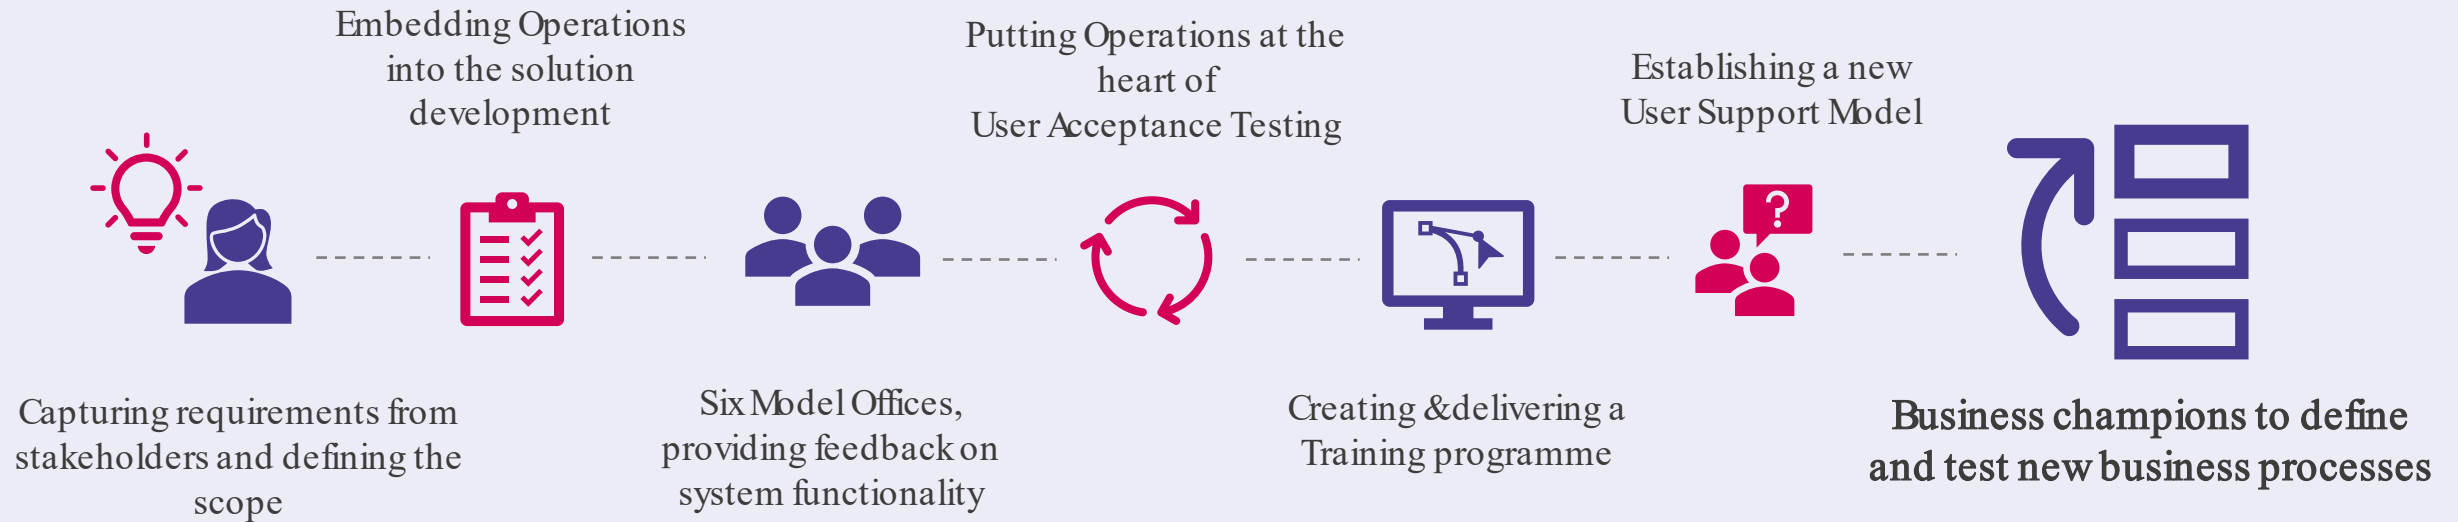 Capturing requirements from
stakeholders and defining the
scope
Embedding Operations
into the solution
development
Six Model Offices,
providing feedback on
system functionality
Putting Operations at the
heart of
User Acceptance Testing
Creating & delivering a
Training programme
Establishing a new
User Support Model
?
Business champions to define
and test new business processes